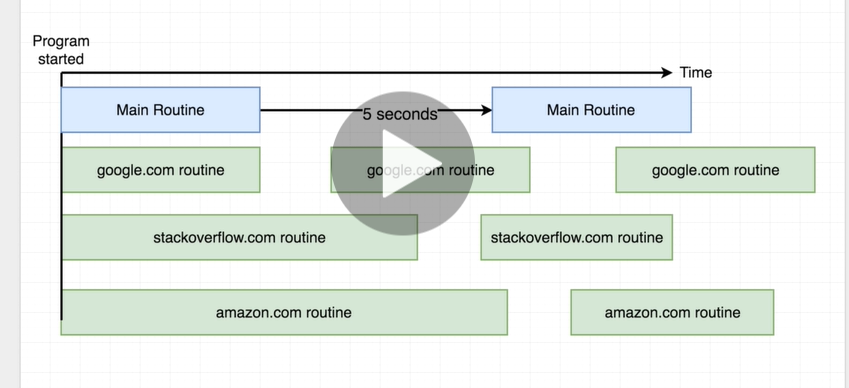 Program
started
Time
Main Routine
5 seconds
Main Routine
google.com routine
google.com routine
google.com routine
stackoverflow.com routine
stackoverflow.com routine
amazon.com routine
amazon.com routine